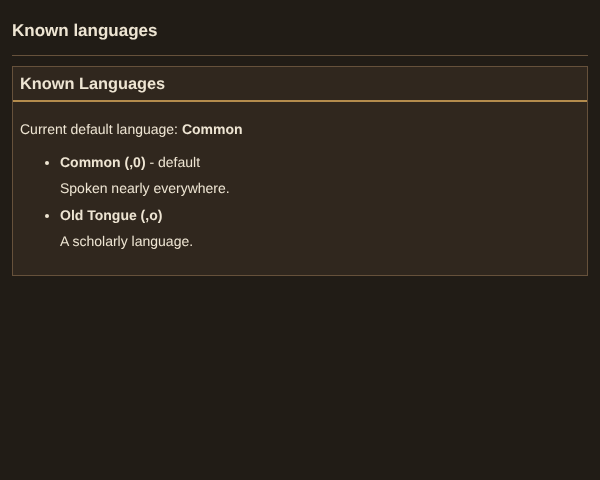 Known languages
Known Languages
Current default language: Common
• Common (,0) - default
Spoken nearly everywhere.
• Old Tongue (,o)
A scholarly language.